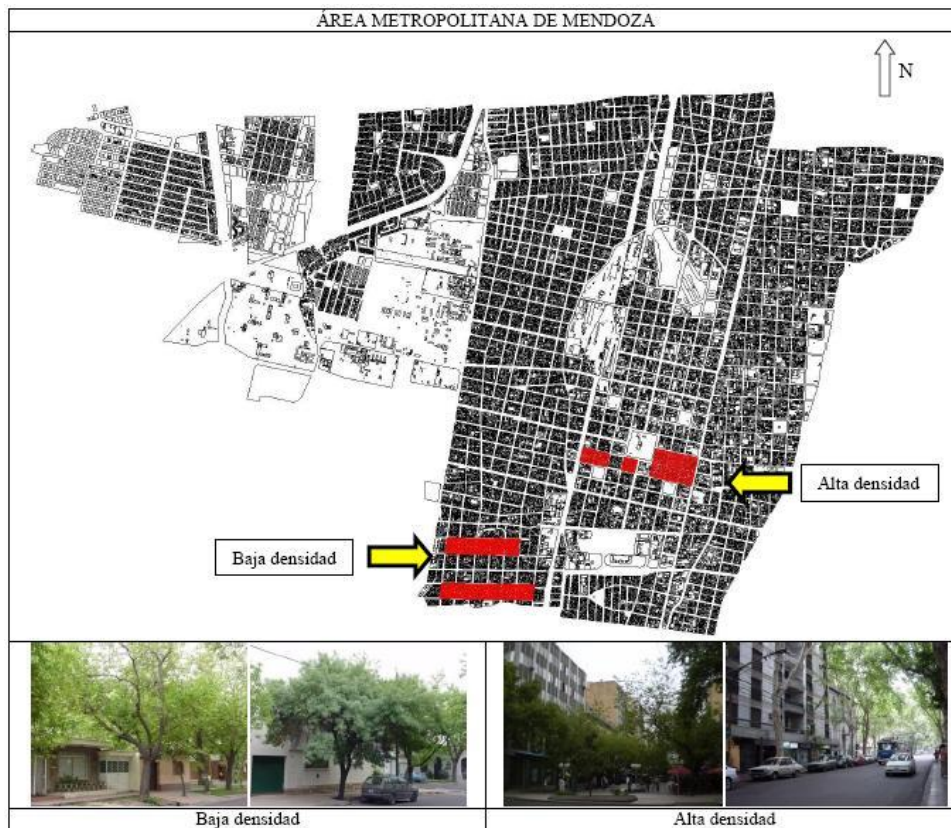 ÁREA METROPOLITANA DE MENDOZA
N
Alta densidad
Baja densidad
Baja densidad
Alta densidad